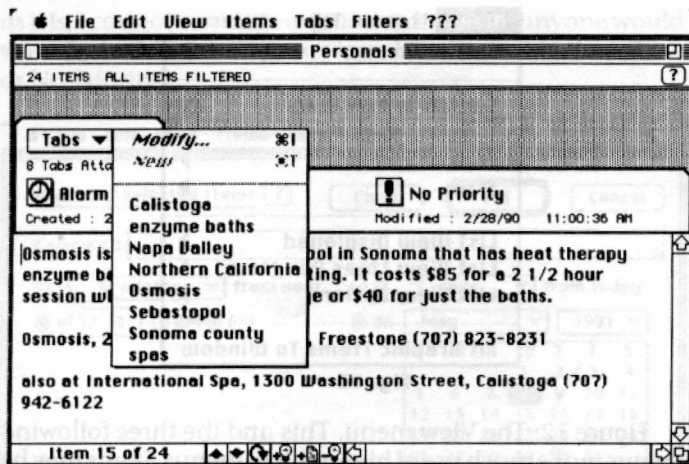 File Edit View Items Tabs Filters ???
Personals
24 ITEMS ALL ITEMS FILTERED
?
Tabs
Modify... ⌘I
New ⌘T
8 Tabs Atta
Calistoga
enzyme baths
Napa Valley
Northern California
Osmosis
Sebastopol
Sonoma County
spas
Alarm
! No Priority
Created : 2
Modified : 2/28/90 11:00:36 AM
Osmosis is ol in Sonoma that has heat therapy
enzyme ba ting. It costs $85 for a 2 1/2 hour
session wi e or $40 for just the baths.
Osmosis, 2 , Freestone (707) 823-8231
also at International Spa, 1300 Washington Street, Calistoga (707)
942-6122
Item 15 of 24